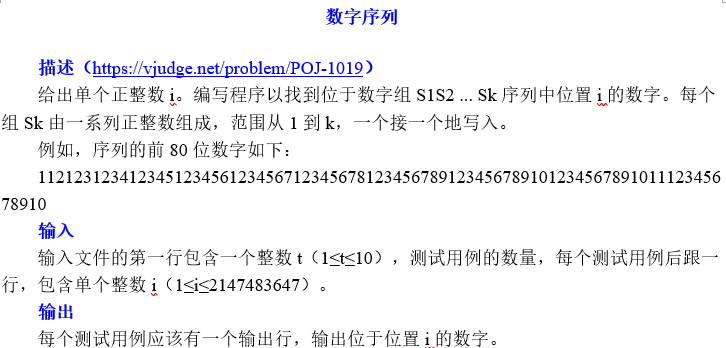 数字序列
描述（https://vjudge.net/problem/POJ-1019）
给出单个正整数 i。编写程序以找到位于数字组 S1S2 ... Sk 序列中位置 i 的数字。每个
组 Sk 由一系列正整数组成，范围从 1 到 k，一个接一个地写入。
例如，序列的前 80 位数字如下：
112123123412345123456123456712345678123456789123456789101234567891011123456
78910
输入
输入文件的第一行包含一个整数 t（1≤t≤10），测试用例的数量，每个测试用例后跟一
行，包含单个整数 i（1≤i≤2147483647）。
输出
每个测试用例应该有一个输出行，输出位于位置 i 的数字。